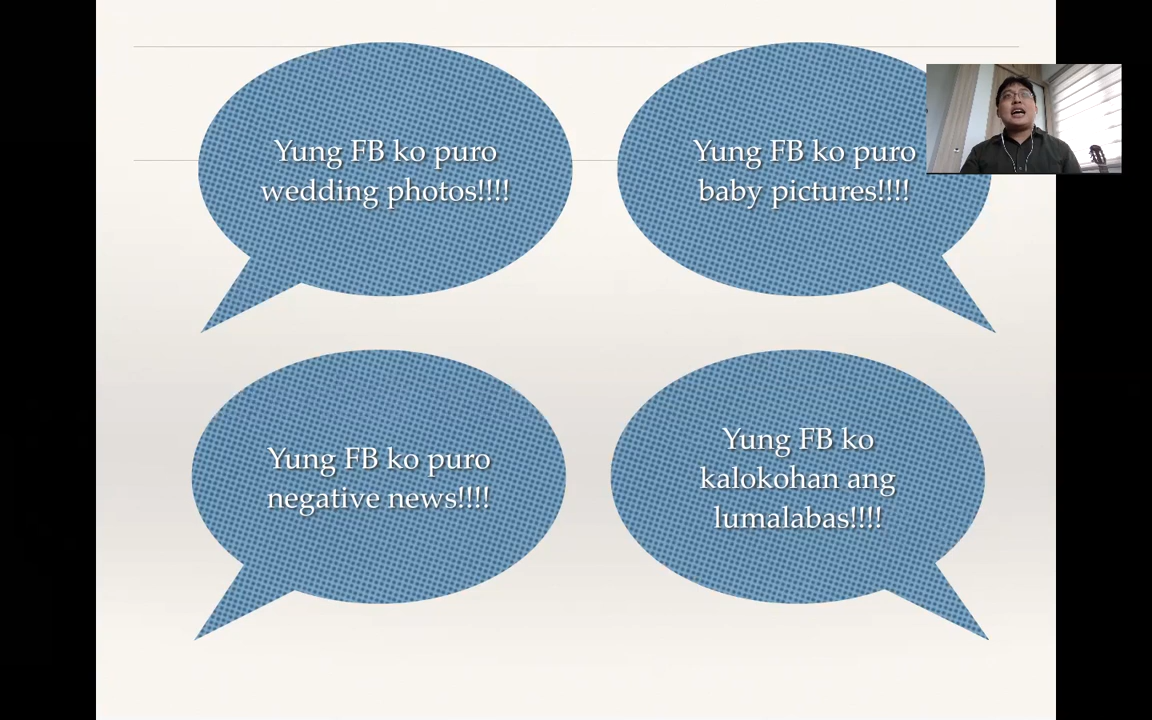 Yung FB ko puro
wedding photos!!!!
Yung FB ko puro
baby pictures!!!!
Yung FB ko puro
negative news!!!!
Yung FB ko
kalokohan ang
lumalabas!!!!